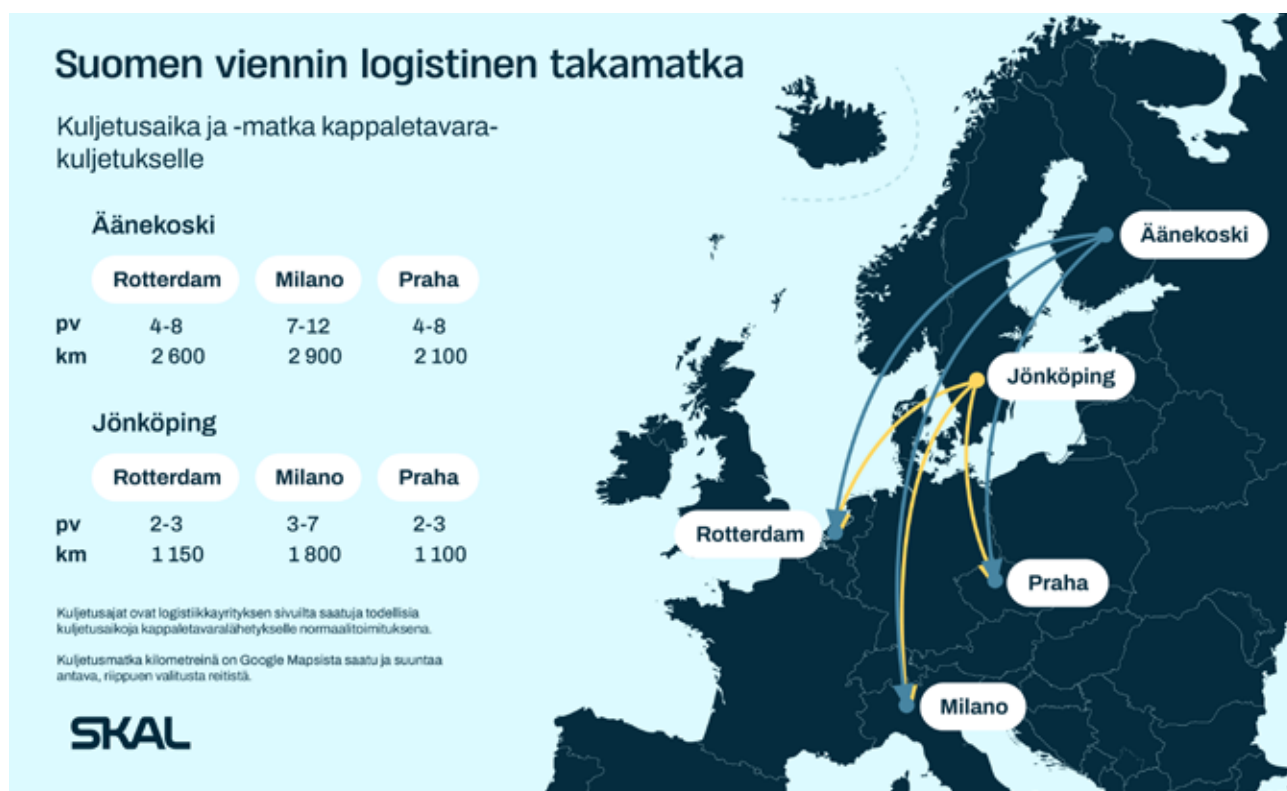 Suomen viennin logistinen takamatka
Kuljetusaika ja -matka kappaletavara-
kuljetukselle
Äänekoski
Rotterdam Milano Praha
pv 4-8 7-12 4-8
km 2 600 2 900 2 100
Jönköping
Rotterdam Milano Praha
pv 2-3 3-7 2-3
km 1 150 1 800 1 100
Kuljetusajat ovat logistiikkayrityksen sivuilta saatuja todellisia
kuljetusaikoja kappaletavaralähetykselle normaalitoimituksena.
Kuljetusmatka kilometreinä on Google Mapsista saatu ja suuntaa
antava, riippuen valitusta reitistä.
SKAL
Äänekoski
Jönköping
Rotterdam
Praha
Milano